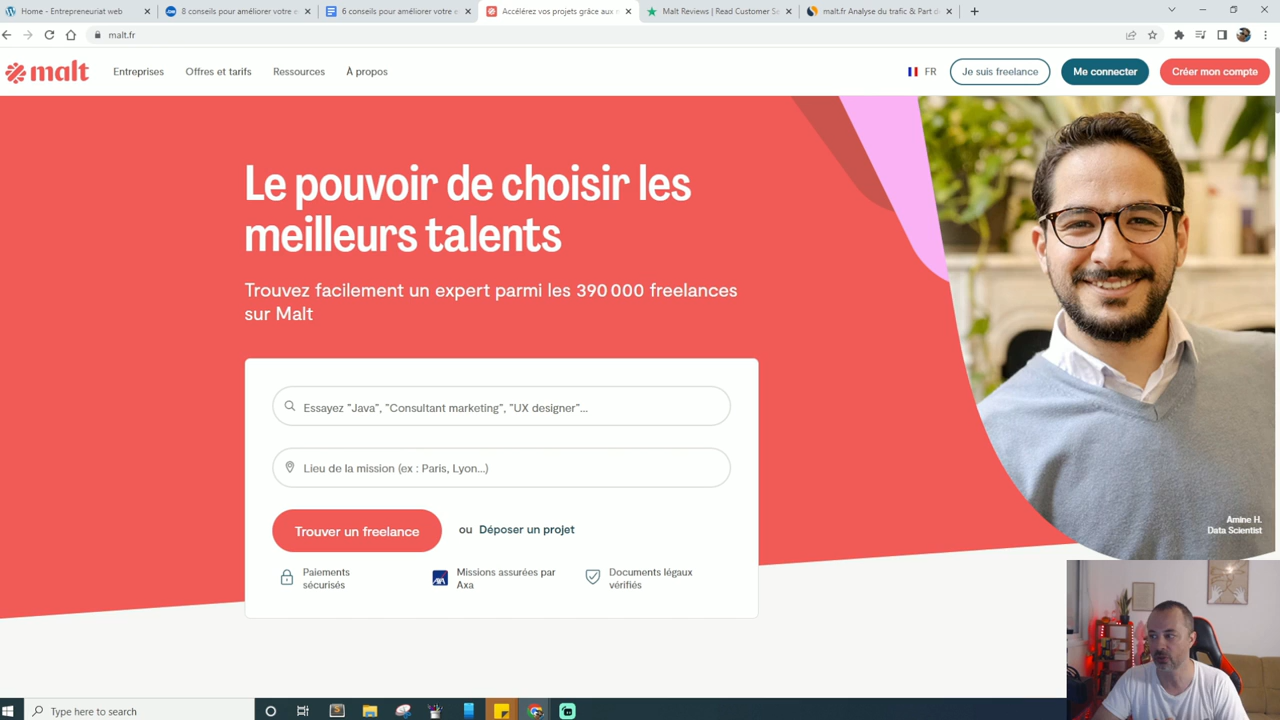 Home - Entrepreneuriat web
8 conseils pour améliorer votre e
6 conseils pour améliorer votre e
Accélérez vos projets grâce aux
Malt Reviews | Read Customer Se
malt.fr Analyse du trafic & Part d
malt.fr
malt
Entreprises
Offres et tarifs
Ressources
À propos
FR
Je suis freelance
Me connecter
Créer mon compte
Le pouvoir de choisir les
meilleurs talents
Trouvez facilement un expert parmi les 390 000 freelances
sur Malt
Essayez "Java", "Consultant marketing", "UX designer"...
Lieu de la mission (ex : Paris, Lyon...)
Trouver un freelance
ou Déposer un projet
Paiements
sécurisés
AXA
Missions assurées par
Axa
Documents légaux
vérifiés
Amine H.
Data Scientist
Type here to search